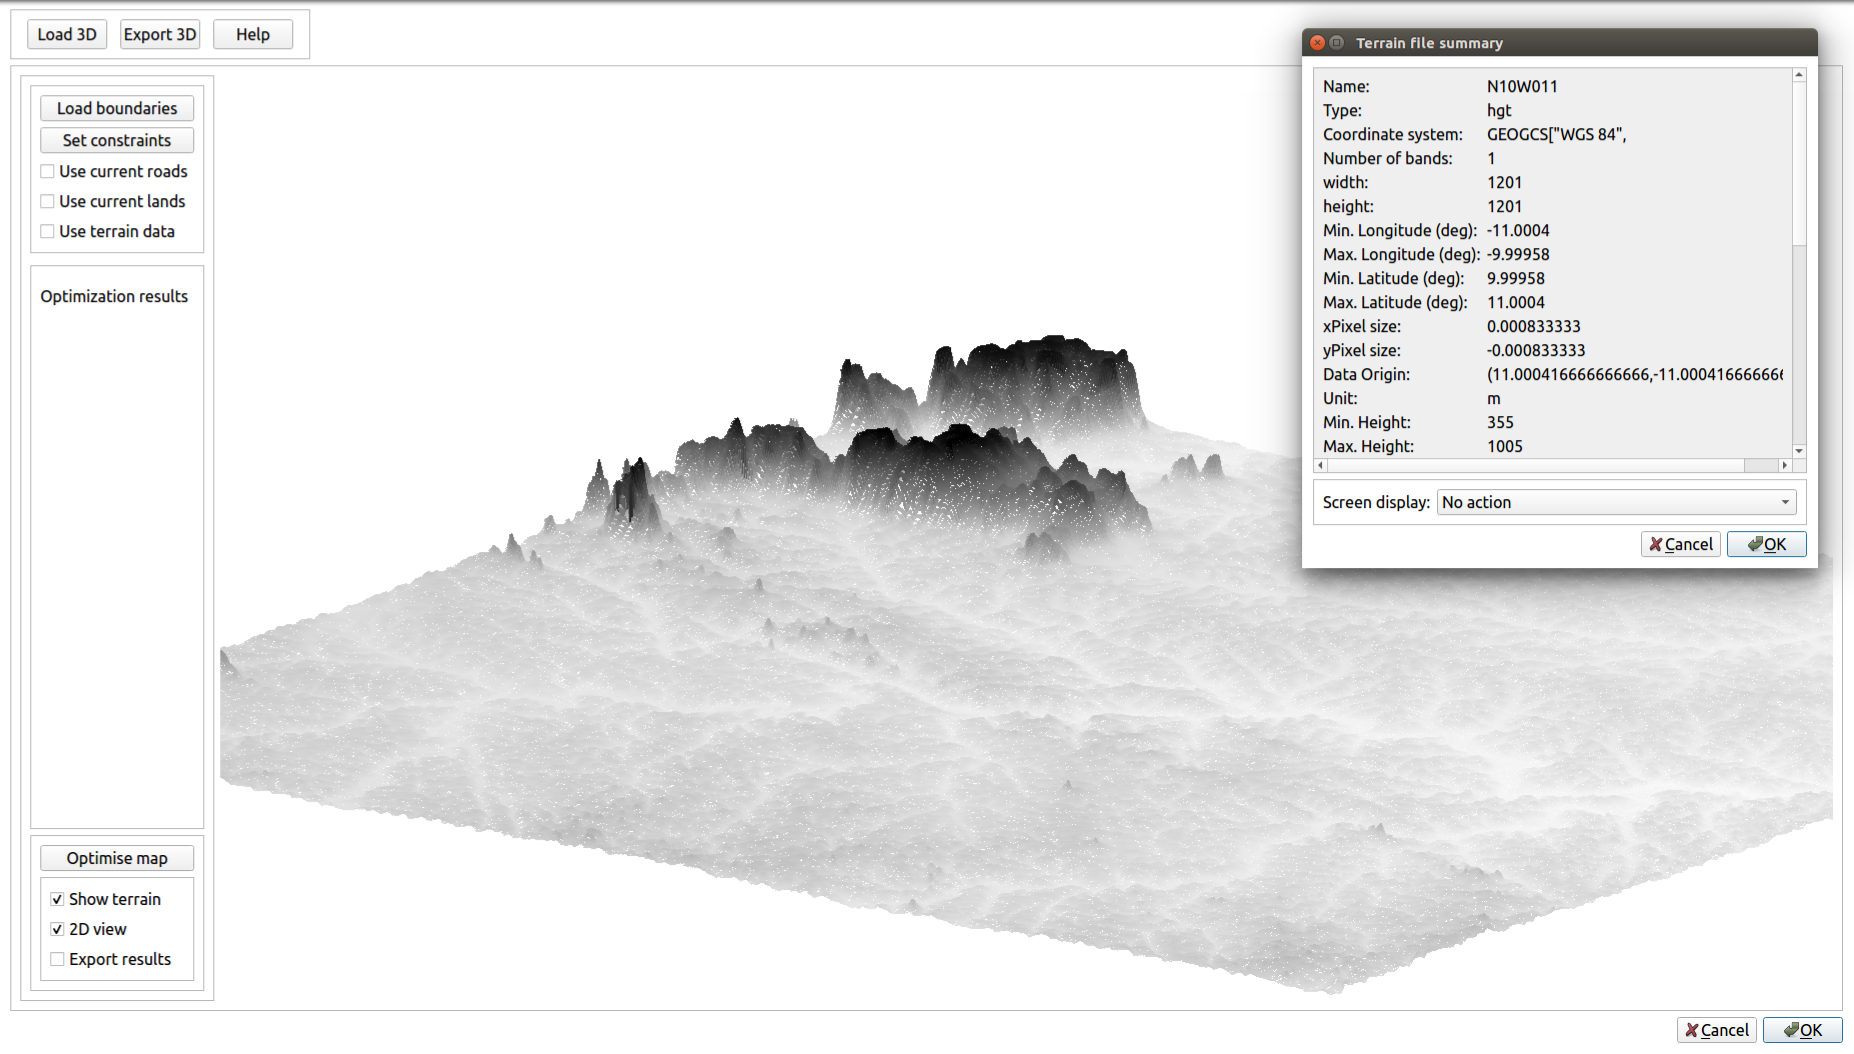 Load 3D Export 3D Help
Load boundaries
Set constraints
Use current roads
Use current lands
Use terrain data
Optimization results
Optimise map
Show terrain
2D view
Export results
Terrain file summary
Name: N10W011
Type: hgt
Coordinate system: GEOGCS["WGS 84",
Number of bands: 1
width: 1201
height: 1201
Min. Longitude (deg): -11.0004
Max. Longitude (deg): -9.99958
Min. Latitude (deg): 9.99958
Max. Latitude (deg): 11.0004
xPixel size: 0.000833333
yPixel size: -0.000833333
Data Origin: (11.000416666666666,-11.000416666666
Unit: m
Min. Height: 355
Max. Height: 1005
Screen display: No action
Cancel OK
Cancel OK